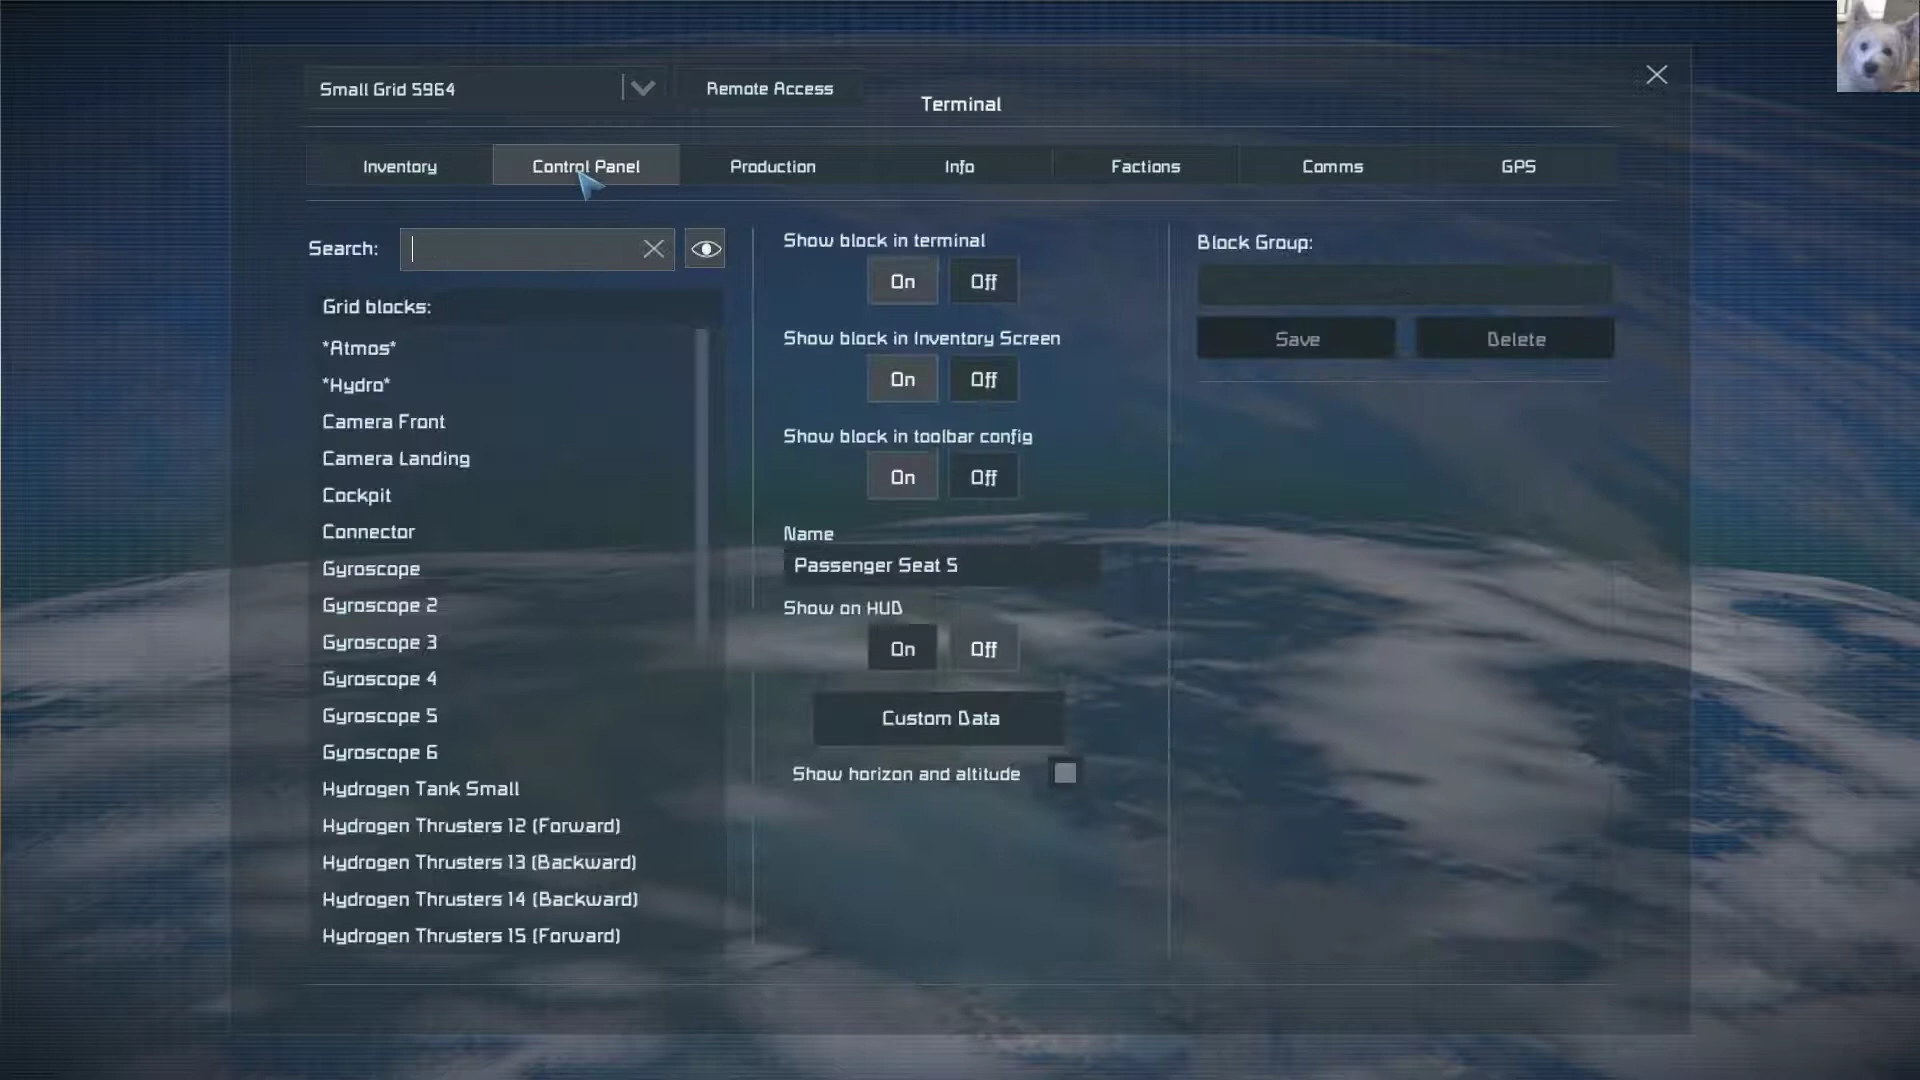 Small Grid 5964
Remote Access
Terminal
Inventory
Control Panel
Production
Info
Factions
Comms
GPS
Search:
Grid blocks:
*Atmos*
*Hydro*
Camera Front
Camera Landing
Cockpit
Connector
Gyroscope
Gyroscope 2
Gyroscope 3
Gyroscope 4
Gyroscope 5
Gyroscope 6
Hydrogen Tank Small
Hydrogen Thrusters 12 (Forward)
Hydrogen Thrusters 13 (Backward)
Hydrogen Thrusters 14 (Backward)
Hydrogen Thrusters 15 (Forward)
Show block in terminal
On Off
Show block in Inventory Screen
On Off
Show block in toolbar config
On Off
Name
Passenger Seat 5
Show on HUD
On Off
Custom Data
Show horizon and altitude
Block Group:
Save
Delete